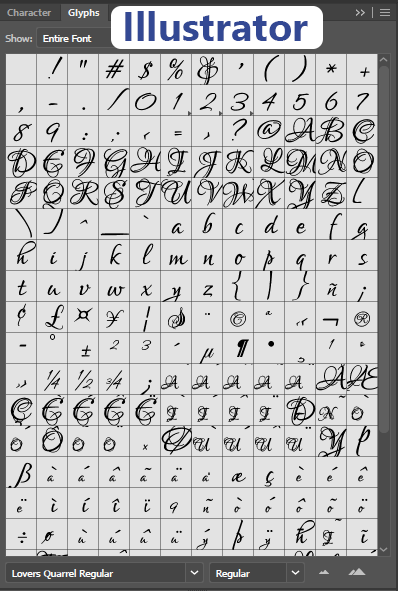 Character Glyphs Illustrator
Show: Entire Font
! " # $ % & ' ( ) * +
, - . / 0 1 2 3 4 5 6 7
8 9 : ; < = > ? @ A B C
D E F G H I J K L M N O
P Q R S T U V W X Y Z [
\ ] ^ _ ` a b c d e f g
h i j k l m n o p q r s
t u v w x y z { | } ñ ¡
¢ £ ¤ ¥ ¦ § ¨ © ª « ¬ ®
¯ ° ± ² ³ ´ µ ¶ • ¸ ¹ º
» ¼ ½ ¾ ¿ À Á Â Ã Ä Å Æ
Ç È É Ê Ë Ì Í Î Ï Ð Ñ Ò
Ó Ô Õ Ö × Ø Ù Ú Û Ü Ý Þ
ß à á â ã ä å æ ç è é ê
ë ì í î ï ð ñ ò ó ô õ ö
÷ ø ù ú û ü ý þ ÿ ħ Ĩ ĩ
Lovers Quarrel Regular Regular